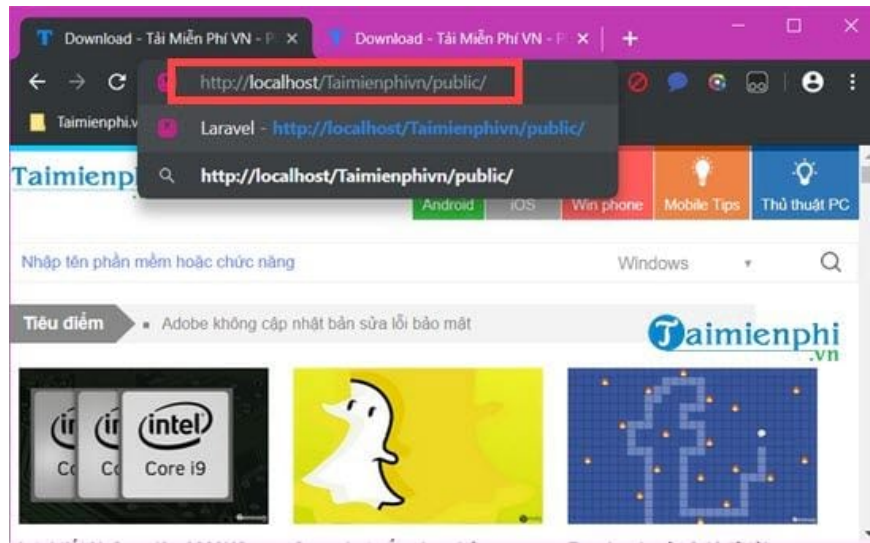 Download - Tải Miễn Phí VN - P
Download - Tải Miễn Phí VN - P
http://localhost/Taimienphivn/public/
Taimienphi.v
Laravel - http://localhost/Taimienphivn/public/
http://localhost/Taimienphivn/public/
Taimienp
Android
iOS
Win phone
Mobile Tips
Thủ thuật PC
Nhập tên phần mềm hoặc chức năng
Windows
Tiêu điểm
Adobe không cập nhật bản sửa lỗi bảo mật
Taimienphi
.vn
intel
Core i9